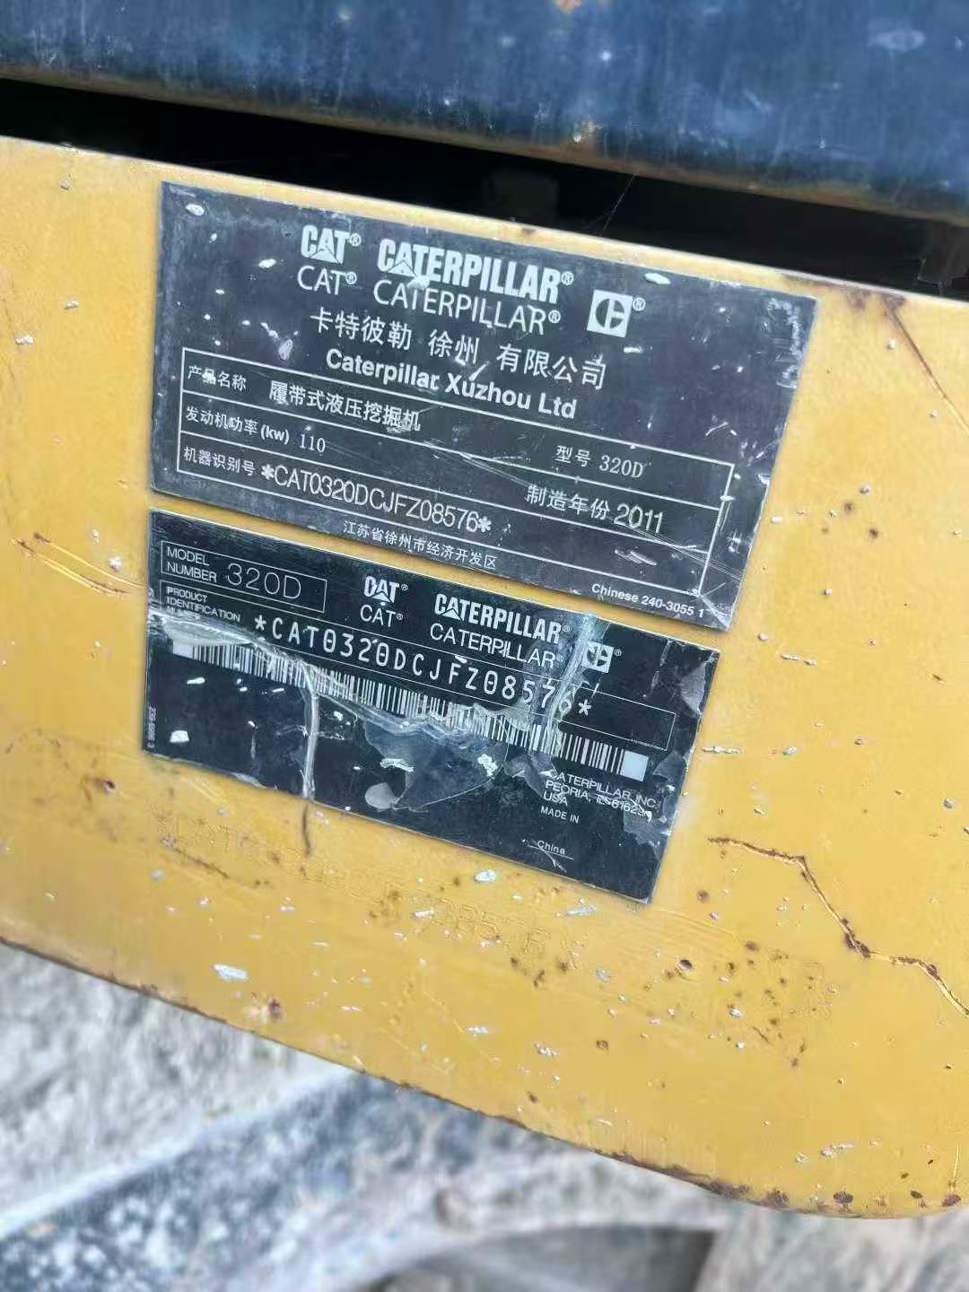 CAT® CATERPILLAR®
CAT® CATERPILLAR®
卡特彼勒 徐州 有限公司
Caterpillar Xuzhou Ltd
产品名称 履带式液压挖掘机
型号 320D
发动机功率(kw) 110
制造年份 2011
机器识别号 *CAT0320DCJFZ08576*
江苏省徐州市经济开发区
Chinese 240-3055 1
MODEL
NUMBER 320D
CAT® CATERPILLAR®
CAT® CATERPILLAR®
PRODUCT
IDENTIFICATION
*CAT0320DCJFZ08576*
CATERPILLAR INC.
PEORIA, IL
USA
MADE IN
China